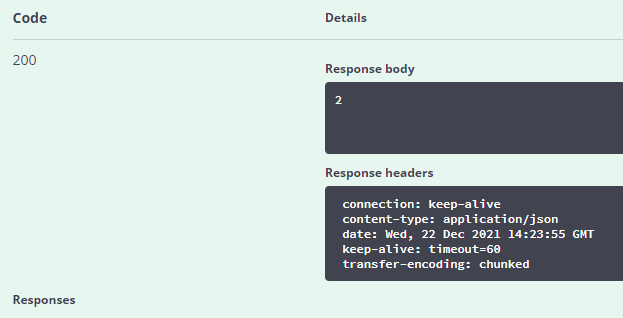 Code
Details
200
Response body
2
Response headers
connection: keep-alive
content-type: application/json
date: Wed, 22 Dec 2021 14:23:55 GMT
keep-alive: timeout=60
transfer-encoding: chunked
Responses